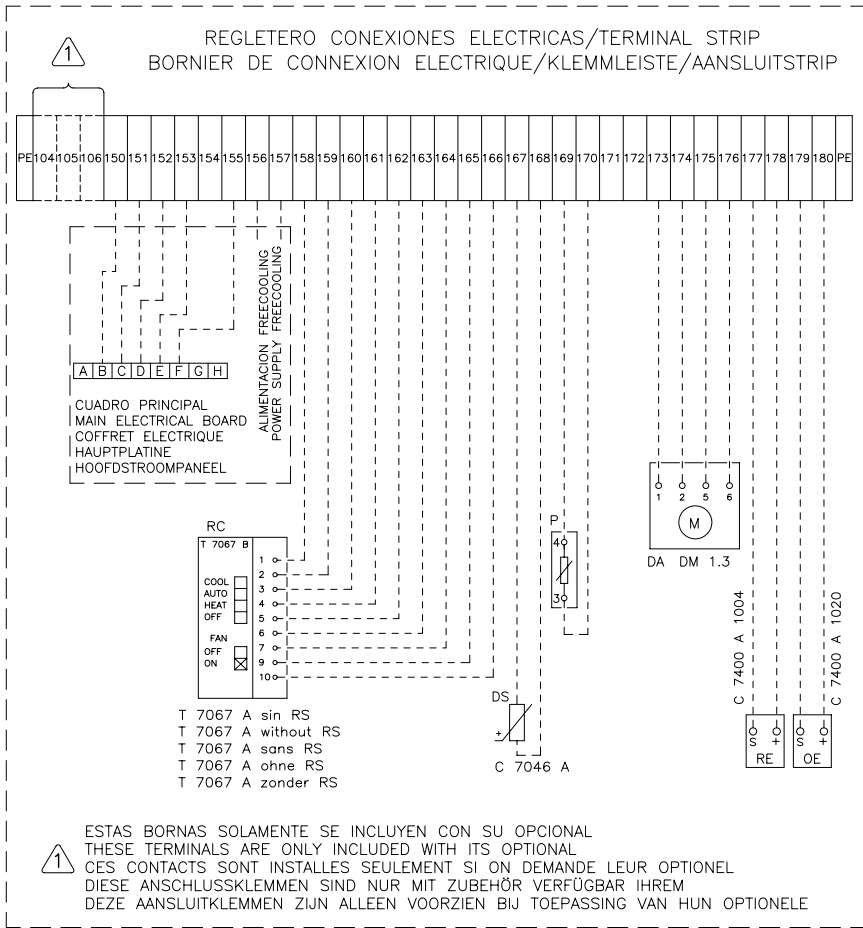 REGLETERO CONEXIONES ELECTRICAS/TERMINAL STRIP
BORNIER DE CONNEXION ELECTRIQUE/KLEMMLEISTE/AANSLUITSTRIP
1
PE 104 105 106 150 151 152 153 154 155 156 157 158 159 160 161 162 163 164 165 166 167 168 169 170 171 172 173 174 175 176 177 178 179 180 PE
ALIMENTACION FREECOOLING
POWER SUPPLY FREECOOLING
A B C D E F G H
CUADRO PRINCIPAL
MAIN ELECTRICAL BOARD
COFFRET ELECTRIQUE
HAUPTPLATINE
HOOFDSTROOMPANEEL
RC
T 7067 B
COOL
AUTO
HEAT
OFF
FAN
OFF
ON
1
2
3
4
5
6
7
9
10
T 7067 A sin RS
T 7067 A without RS
T 7067 A sans RS
T 7067 A ohne RS
T 7067 A zonder RS
DS
+
C 7046 A
P
4
3
1 2 5 6
M
DA DM 1.3
C 7400 A 1004
S +
RE
C 7400 A 1020
S +
OE
1
ESTAS BORNAS SOLAMENTE SE INCLUYEN CON SU OPCIONAL
THESE TERMINALS ARE ONLY INCLUDED WITH ITS OPTIONAL
CES CONTACTS SONT INSTALLES SEULEMENT SI ON DEMANDE LEUR OPTIONEL
DIESE ANSCHLUSSKLEMMEN SIND NUR MIT ZUBEHÖR VERFÜGBAR IHREM
DEZE AANSLUITKLEMMEN ZIJN ALLEEN VOORZIEN BIJ TOEPASSING VAN HUN OPTIONELE